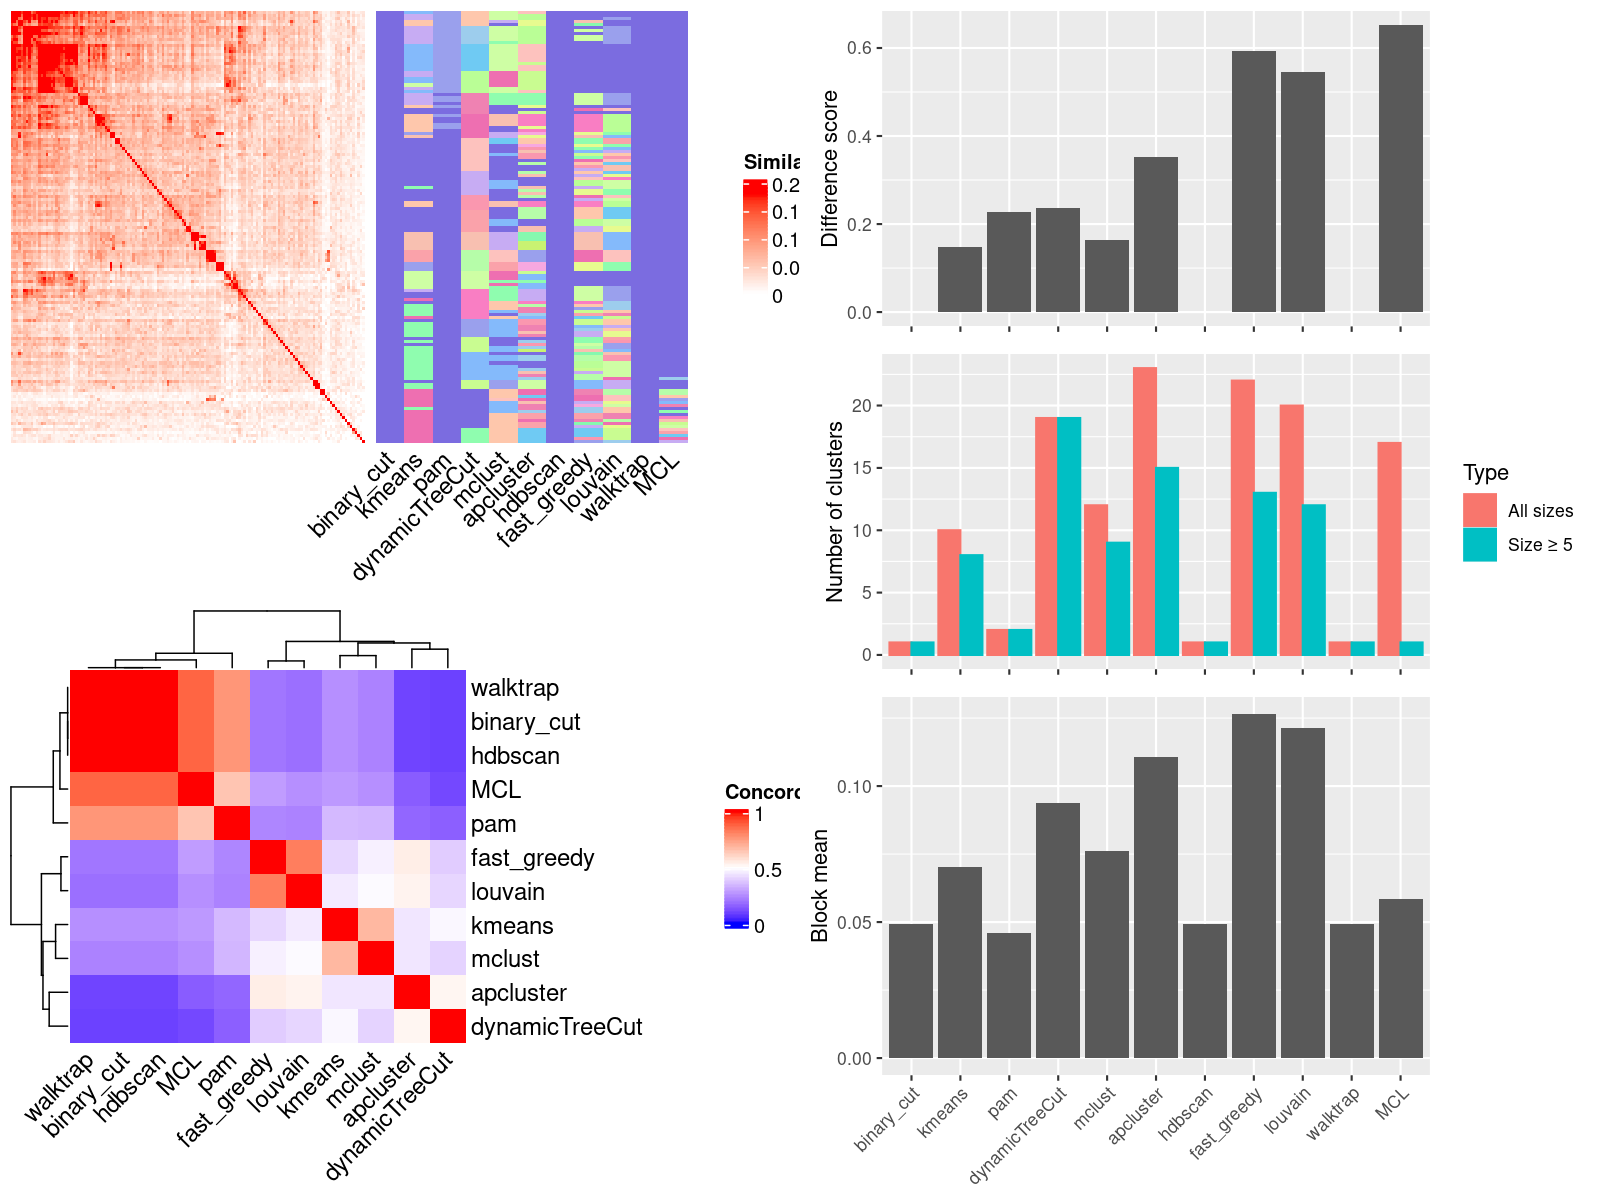 Simila
0.2
0.1
0.1
0.0
0
binary_cut
kmeans
pam
dynamicTreeCut
mclust
apcluster
hdbscan
fast_greedy
louvain
walktrap
MCL
walktrap
binary_cut
hdbscan
MCL
pam
fast_greedy
louvain
kmeans
mclust
apcluster
dynamicTreeCut
walktrap
binary_cut
hdbscan
MCL
pam
fast_greedy
louvain
kmeans
mclust
apcluster
dynamicTreeCut
Concord
1
0.5
0
Difference score
0.6
0.4
0.2
0.0
Number of clusters
20
15
10
5
0
Type
All sizes
Size ≥ 5
Block mean
0.10
0.05
0.00
binary_cut
kmeans
pam
dynamicTreeCut
mclust
apcluster
hdbscan
fast_greedy
louvain
walktrap
MCL